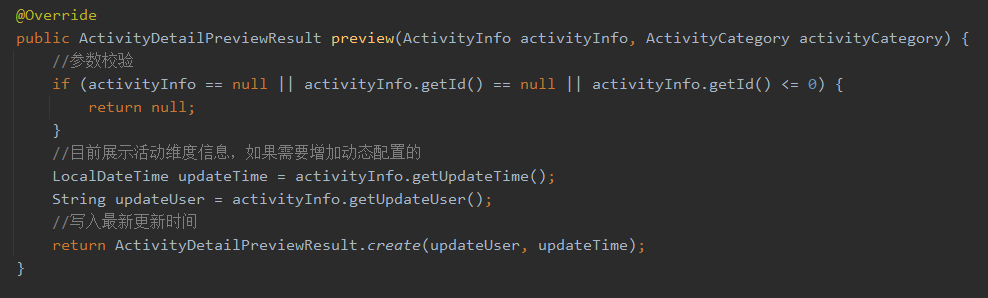 @Override
public ActivityDetailPreviewResult preview(ActivityInfo activityInfo, ActivityCategory activityCategory) {
    //参数校验
    if (activityInfo == null || activityInfo.getId() == null || activityInfo.getId() <= 0) {
        return null;
    }
    //目前展示活动维度信息，如果需要增加动态配置的
    LocalDateTime updateTime = activityInfo.getUpdateTime();
    String updateUser = activityInfo.getUpdateUser();
    //写入最新更新时间
    return ActivityDetailPreviewResult.create(updateUser, updateTime);
}